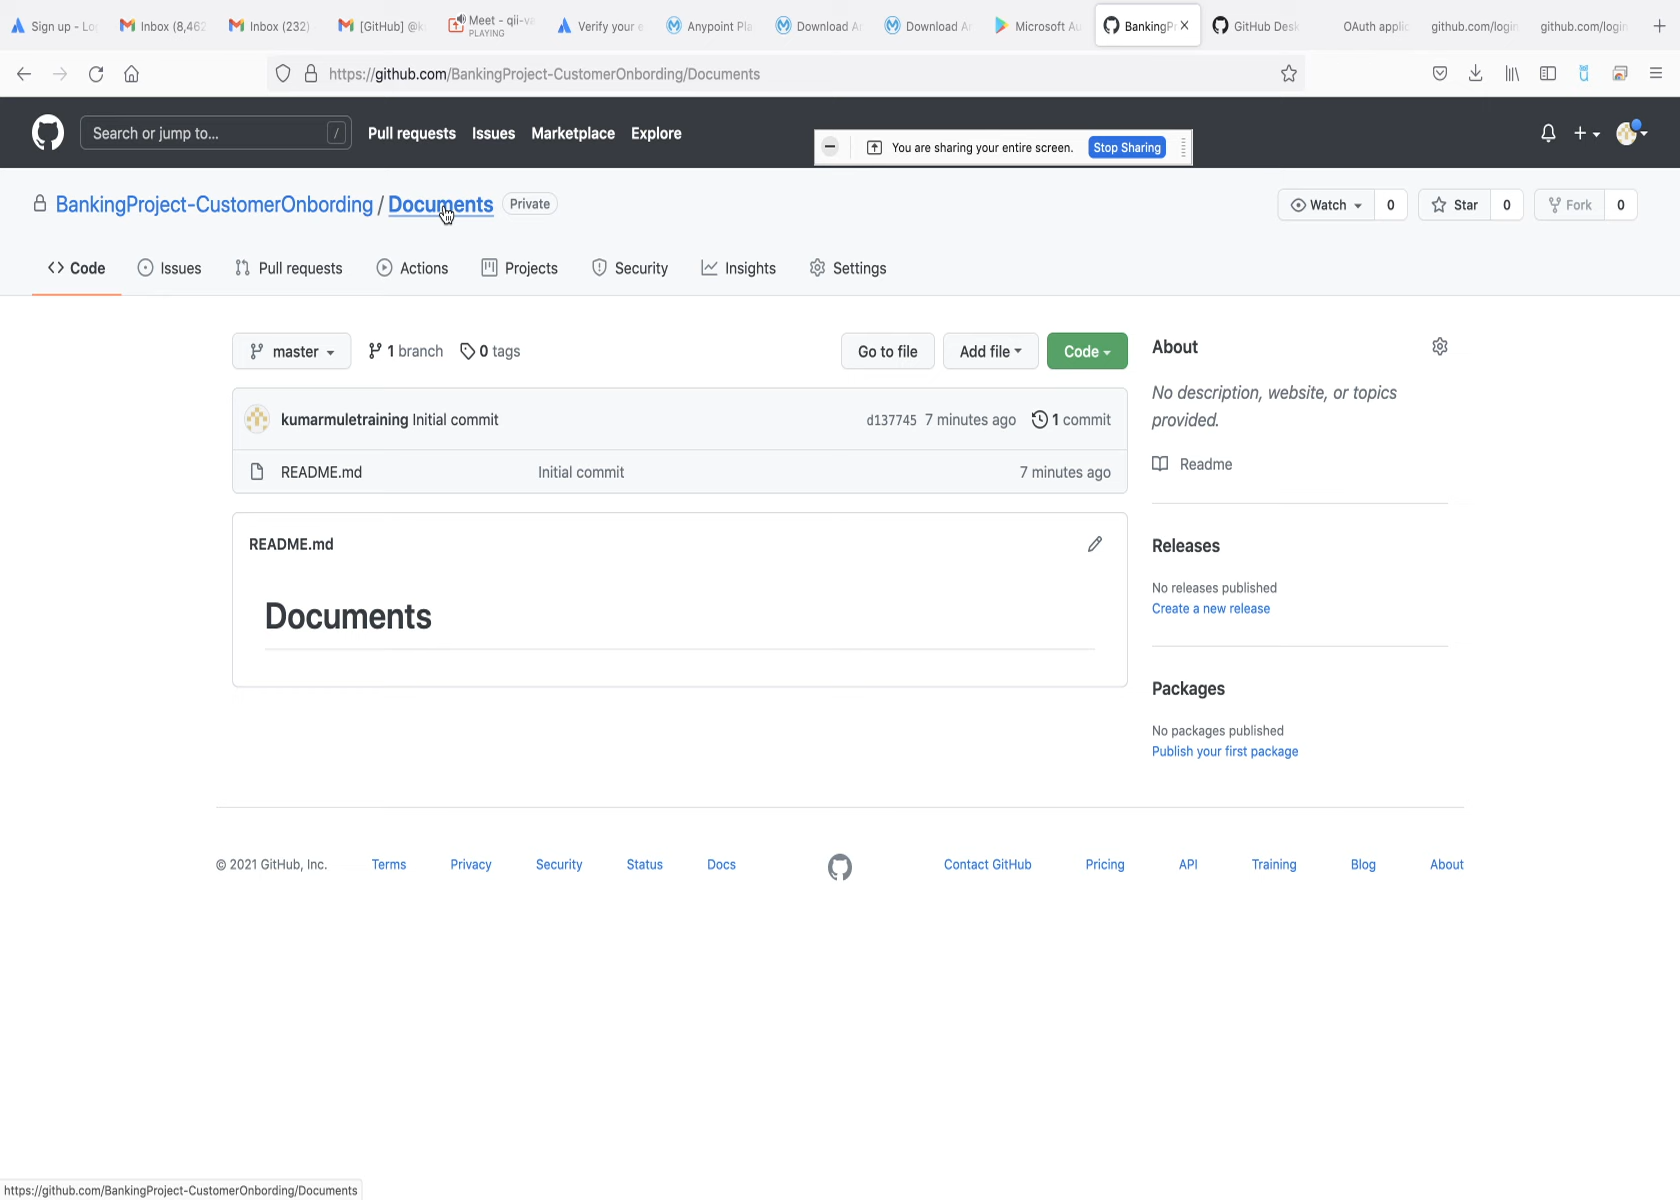 Sign up - Lo
Inbox (8,462
Inbox (232)
[GitHub] @k
Meet - qii-va
PLAYING
Verify your e
Anypoint Pla
Download A
Download A
Microsoft Au
BankingP
GitHub Desk
OAuth applic
github.com/login
github.com/login
https://github.com/BankingProject-CustomerOnbording/Documents
Search or jump to... /
Pull requests Issues Marketplace Explore
You are sharing your entire screen. Stop Sharing
BankingProject-CustomerOnbording / Documents Private
Watch 0 Star 0 Fork 0
Code Issues Pull requests Actions Projects Security Insights Settings
master 1 branch 0 tags Go to file Add file Code
kumarmuletraining Initial commit d137745 7 minutes ago 1 commit
README.md Initial commit 7 minutes ago
README.md
Documents
About
No description, website, or topics
provided.
Readme
Releases
No releases published
Create a new release
Packages
No packages published
Publish your first package
© 2021 GitHub, Inc. Terms Privacy Security Status Docs Contact GitHub Pricing API Training Blog About
https://github.com/BankingProject-CustomerOnbording/Documents